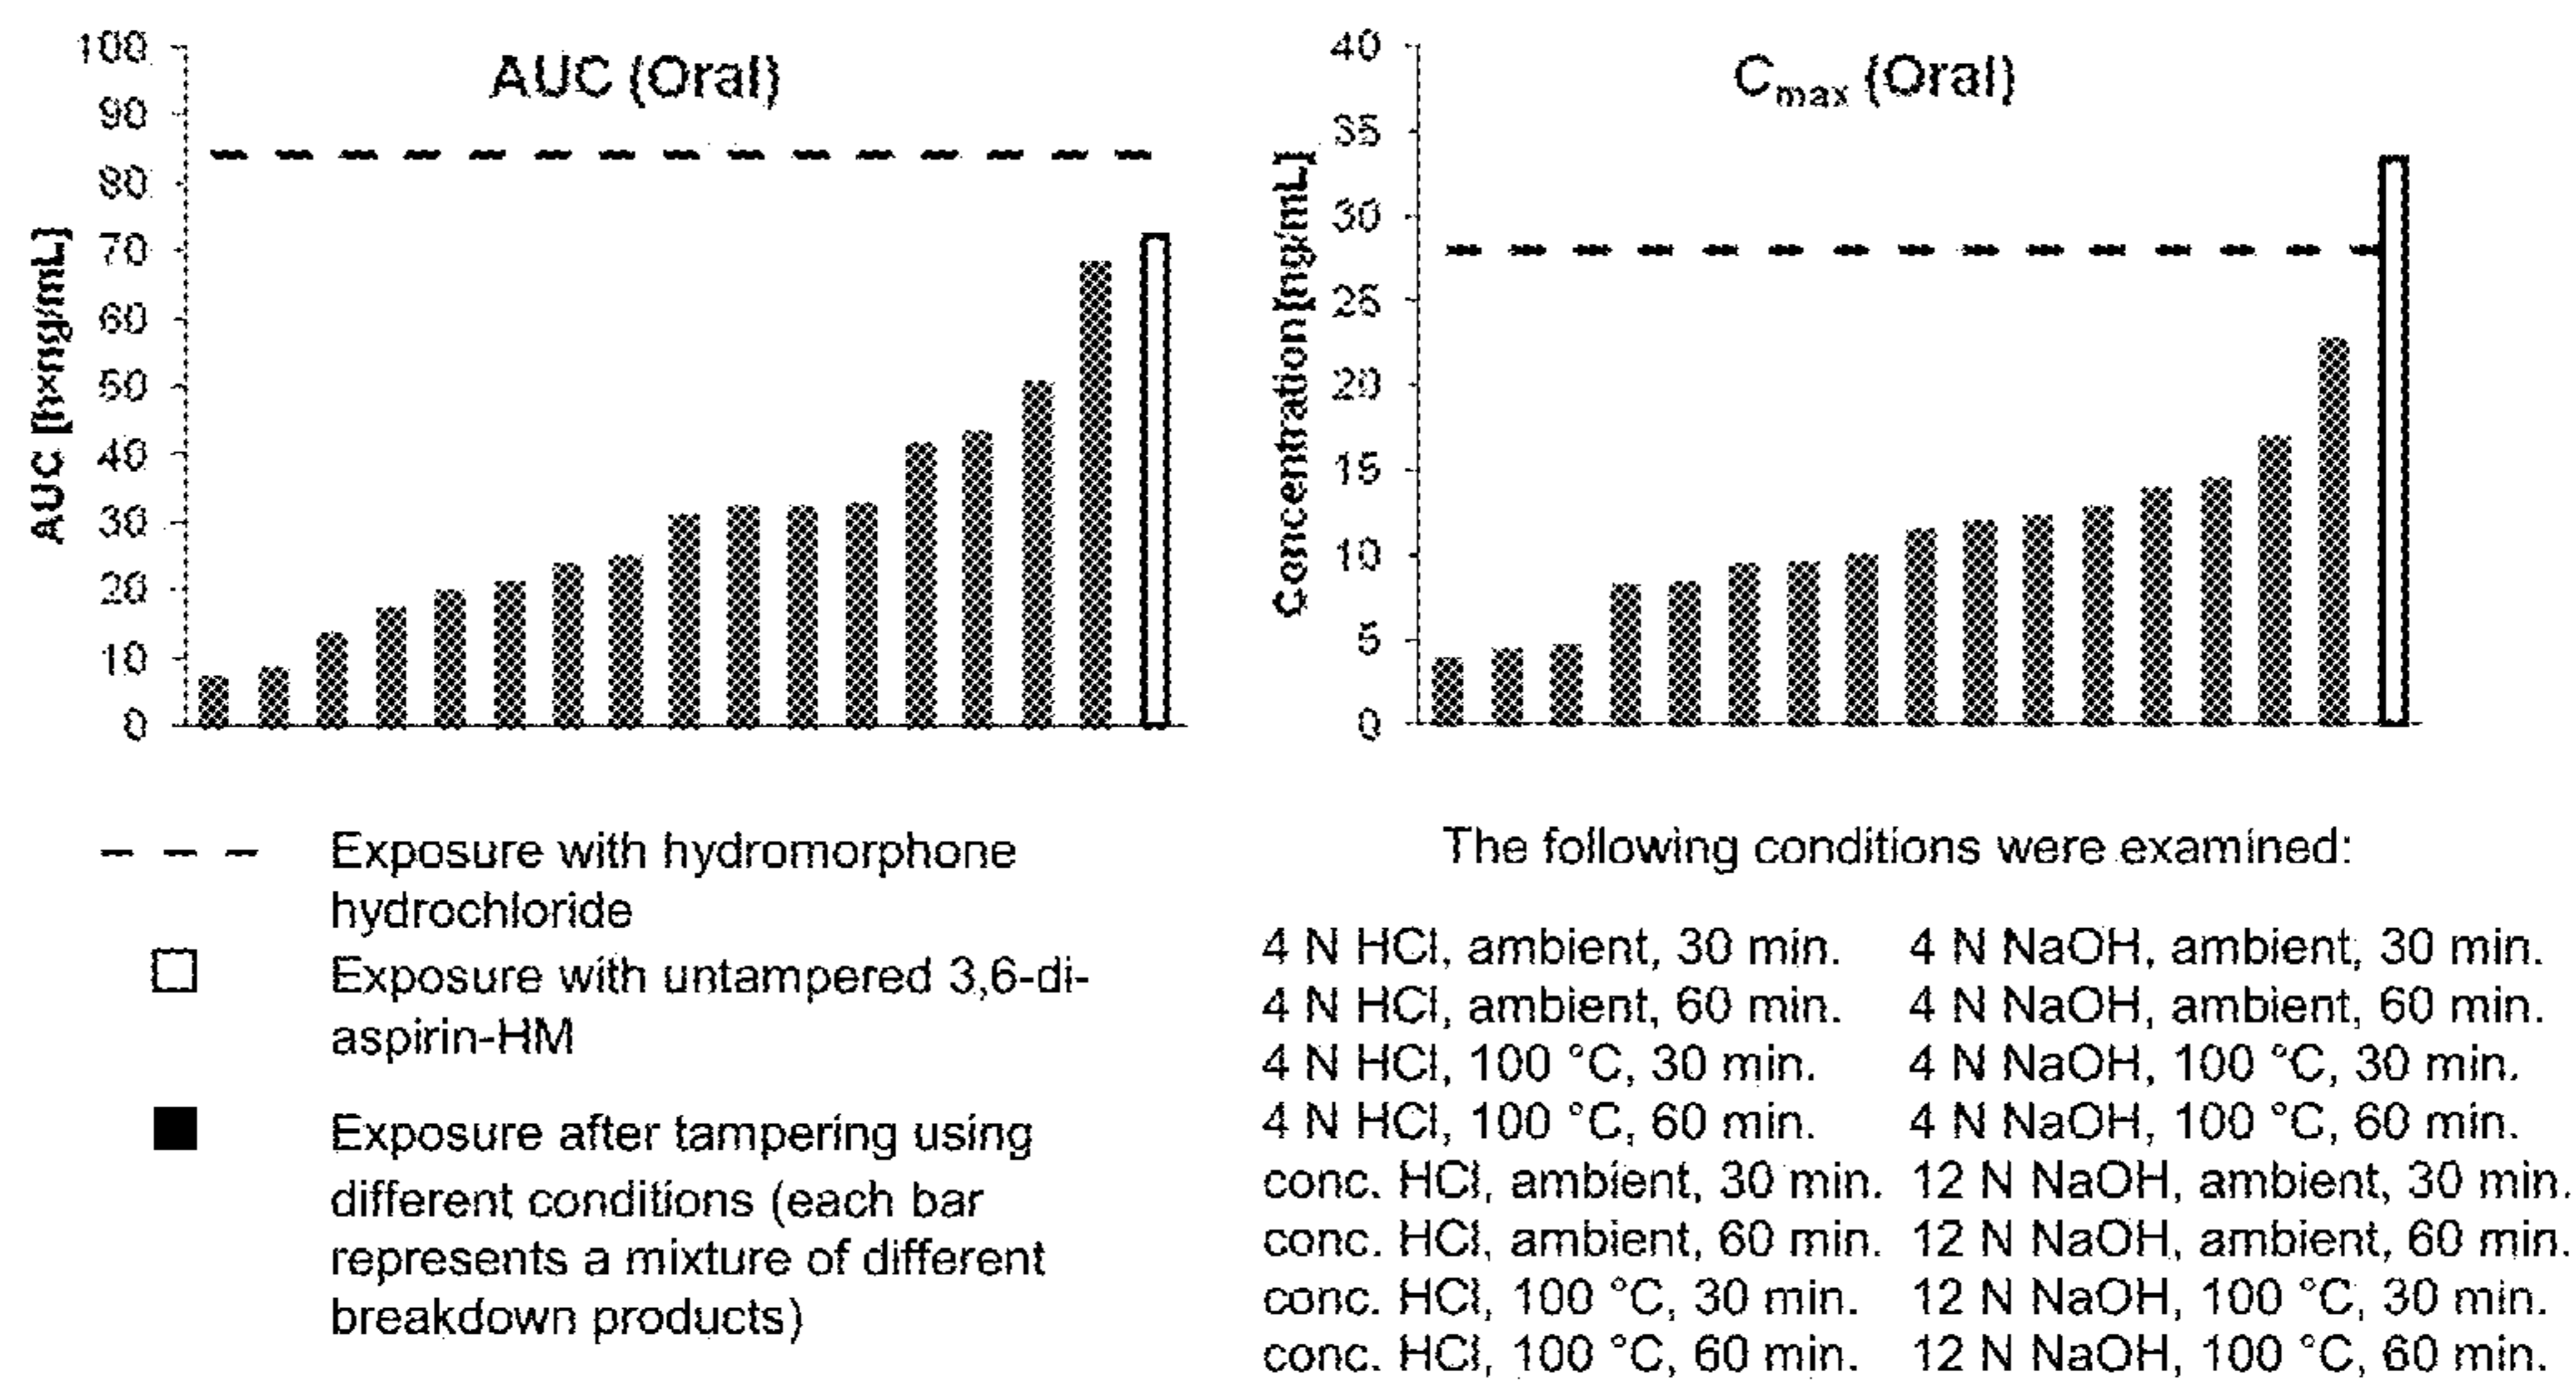 AUC (Oral)
AUC [h×ng/mL]
100
90
80
70
60
50
40
30
20
10
0
Cmax (Oral)
Concentration[ng/mL]
40
35
30
25
20
15
10
5
0
Exposure with hydromorphone
hydrochloride
Exposure with untampered 3,6-di-
aspirin-HM
Exposure after tampering using
different conditions (each bar
represents a mixture of different
breakdown products)
The following conditions were examined:
4 N HCl, ambient, 30 min. 4 N NaOH, ambient, 30 min.
4 N HCl, ambient, 60 min. 4 N NaOH, ambient, 60 min.
4 N HCl, 100 °C, 30 min. 4 N NaOH, 100 °C, 30 min.
4 N HCl, 100 °C, 60 min. 4 N NaOH, 100 °C, 60 min.
conc. HCl, ambient, 30 min. 12 N NaOH, ambient, 30 min.
conc. HCl, ambient, 60 min. 12 N NaOH, ambient, 60 min.
conc. HCl, 100 °C, 30 min. 12 N NaOH, 100 °C, 30 min.
conc. HCl, 100 °C, 60 min. 12 N NaOH, 100 °C, 60 min.